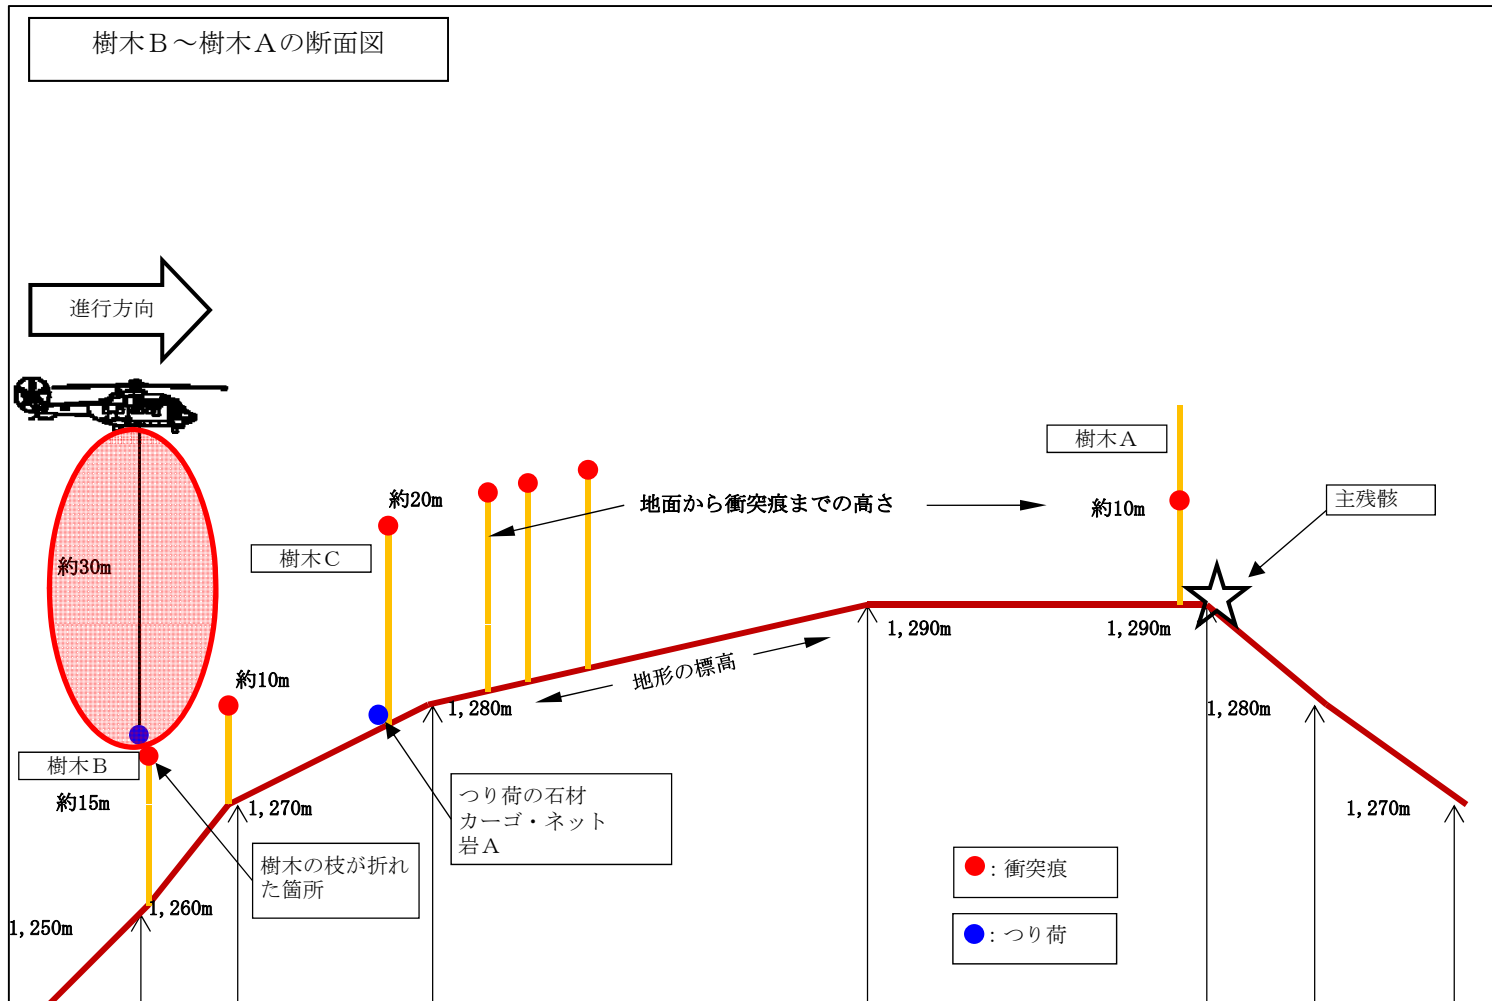 樹木B～樹木Aの断面図
進行方向
樹木A
約20m
地面から衝突痕までの高さ
約10m
主残骸
樹木C
約30m
1,290m
1,290m
地形の標高
約10m
1,280m
1,280m
樹木B
約15m
1,270m
つり荷の石材
カーゴ・ネット
岩A
1,270m
樹木の枝が折れ
た箇所
：衝突痕
1,260m
1,250m
：つり荷